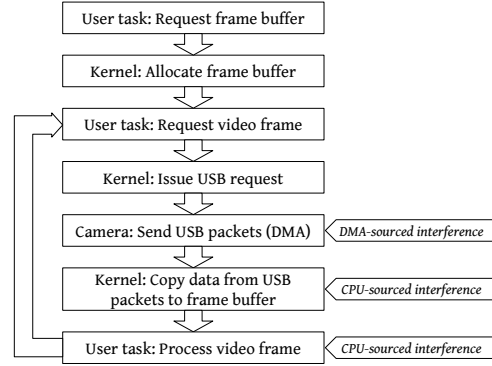 User task: Request frame buffer
Kernel: Allocate frame buffer
User task: Request video frame
Kernel: Issue USB request
Camera: Send USB packets (DMA)
DMA-sourced interference
Kernel: Copy data from USB
packets to frame buffer
CPU-sourced interference
User task: Process video frame
CPU-sourced interference